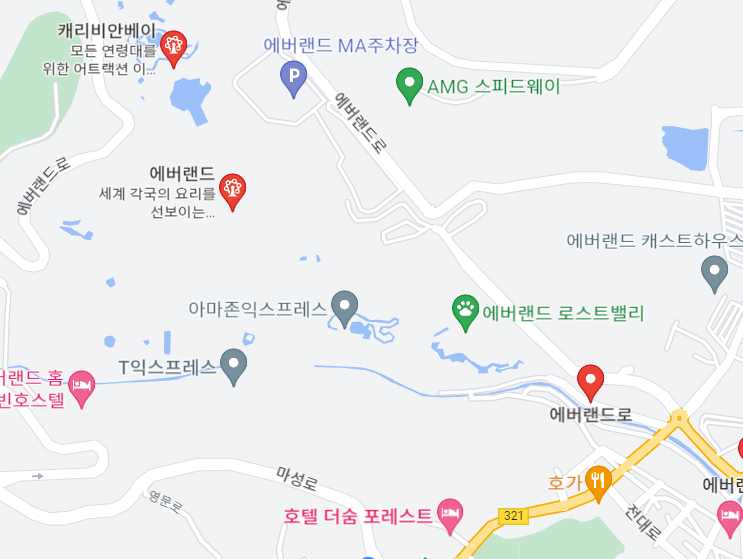 캐리비안베이
모든 연령대를
위한 어트랙션 이...
에버랜드 MA주차장
AMG 스피드웨이
에버랜드로
에버랜드로
에버랜드
세계 각국의 요리를
선보이는...
에버랜드 캐스트하우스
아마존익스프레스
에버랜드 로스트밸리
T익스프레스
랜드 홈
빈호스텔
에버랜드로
마성로
영문로
호가
321
호텔 더숨 포레스트
전대로
에버